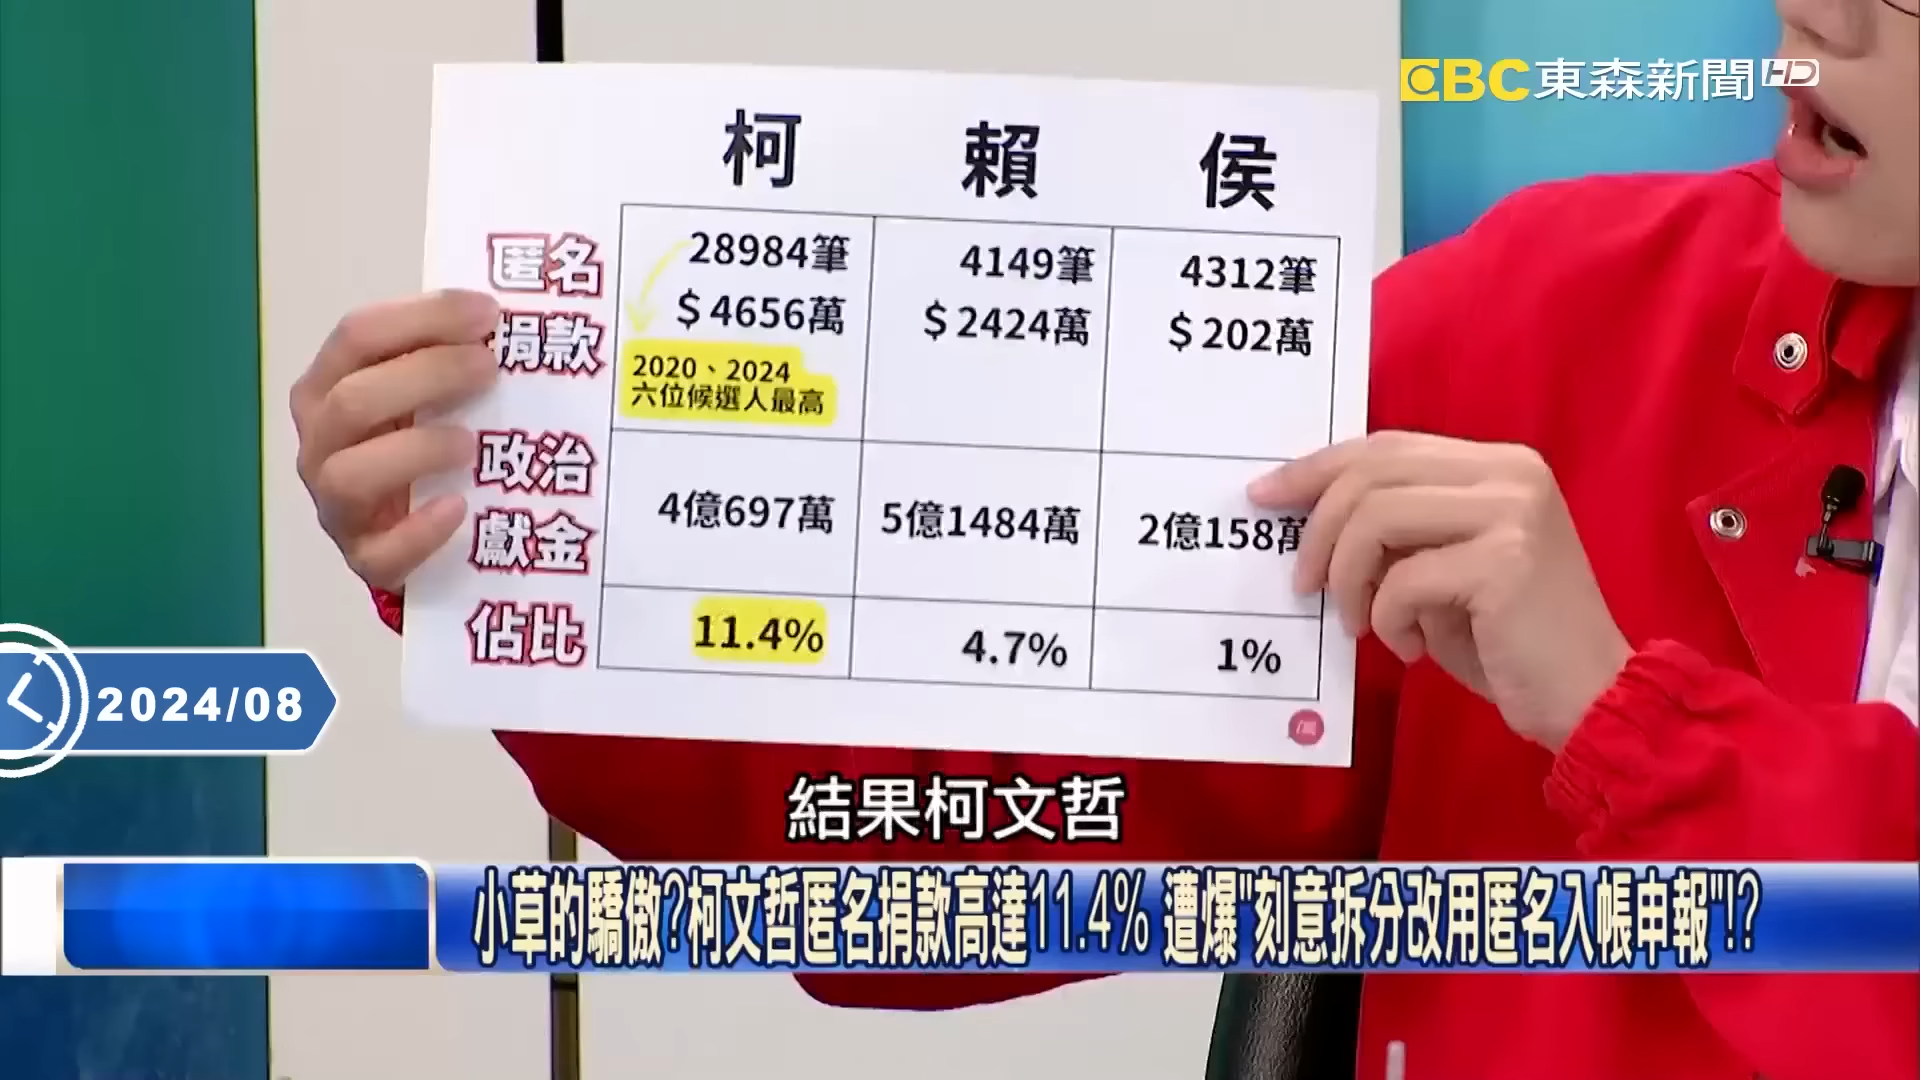 EBC東森新聞HD
柯 賴 侯
匿名捐款
28984筆 4149筆 4312筆
$4656萬 $2424萬 $202萬
2020、2024
六位候選人最高
政治獻金
4億697萬 5億1484萬 2億158萬
佔比
11.4% 4.7% 1%
2024/08
結果柯文哲
小草的驕傲?柯文哲匿名捐款高達11.4% 遭爆"刻意拆分改用匿名入帳申報"!?